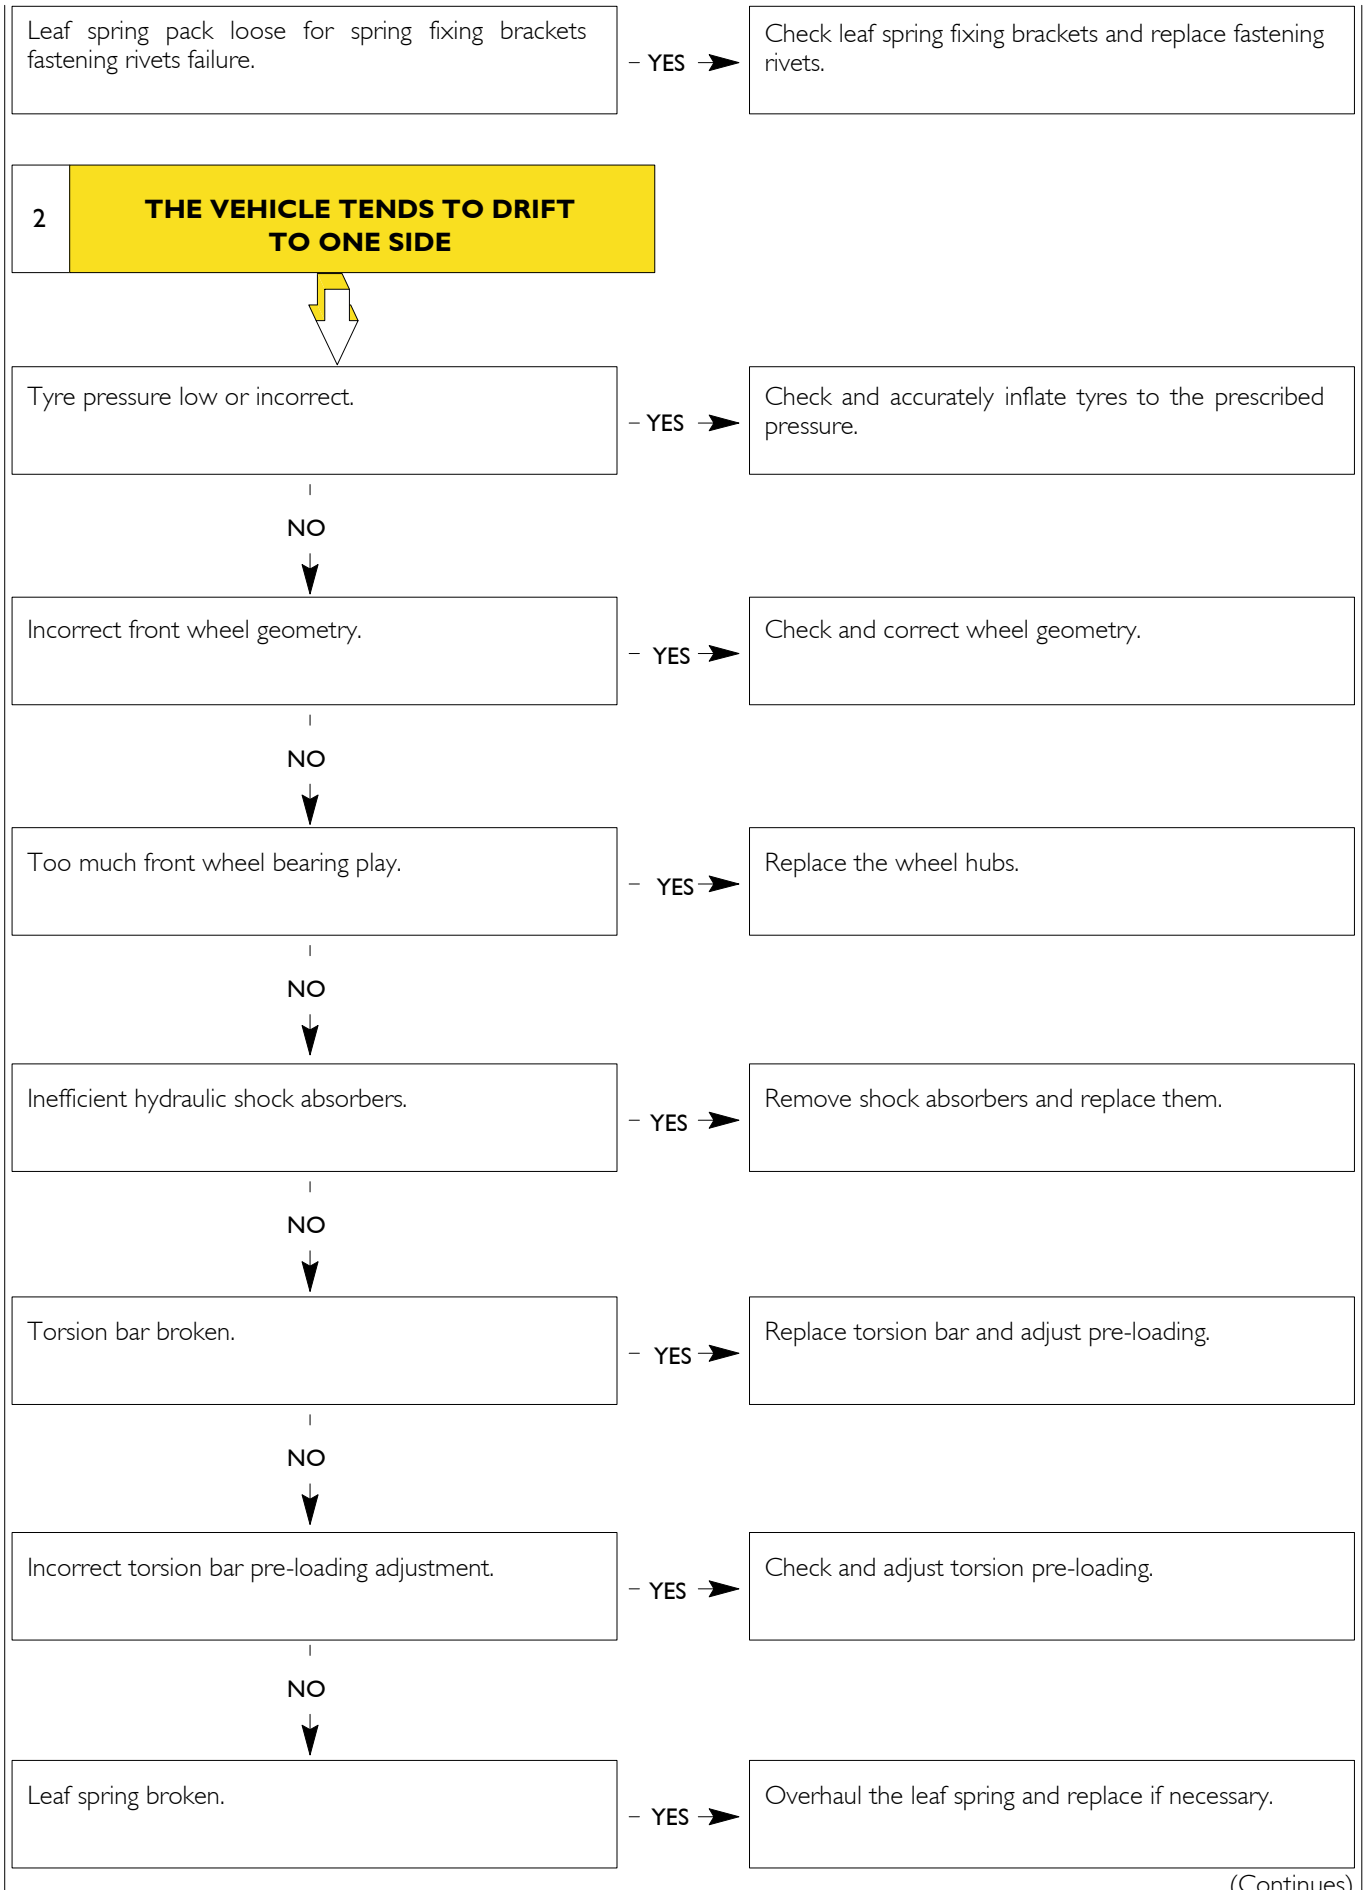 Leaf spring pack loose for spring fixing brackets
fastening rivets failure.
YES
Check leaf spring fixing brackets and replace fastening
rivets.
2
THE VEHICLE TENDS TO DRIFT
TO ONE SIDE
Tyre pressure low or incorrect.
YES
Check and accurately inflate tyres to the prescribed
pressure.
NO
Incorrect front wheel geometry.
YES
Check and correct wheel geometry.
NO
Too much front wheel bearing play.
YES
Replace the wheel hubs.
NO
Inefficient hydraulic shock absorbers.
YES
Remove shock absorbers and replace them.
NO
Torsion bar broken.
YES
Replace torsion bar and adjust pre-loading.
NO
Incorrect torsion bar pre-loading adjustment.
YES
Check and adjust torsion pre-loading.
NO
Leaf spring broken.
YES
Overhaul the leaf spring and replace if necessary.
(Continues)